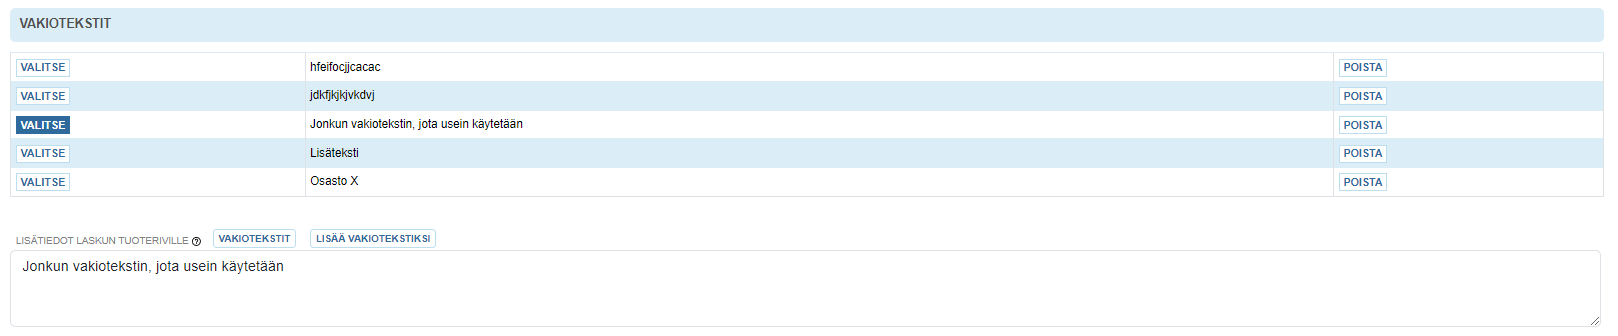 VAKIOTEKSTIT
VALITSE hfeifocjjcacac POISTA
VALITSE jdkfjkjkjvkdvj POISTA
VALITSE Jonkun vakiotekstin, jota usein käytetään POISTA
VALITSE Lisäteksti POISTA
VALITSE Osasto X POISTA
LISÄTIEDOT LASKUN TUOTERIVILLE ? VAKIOTEKSTIT LISÄÄ VAKIOTEKSTIKSI
Jonkun vakiotekstin, jota usein käytetään